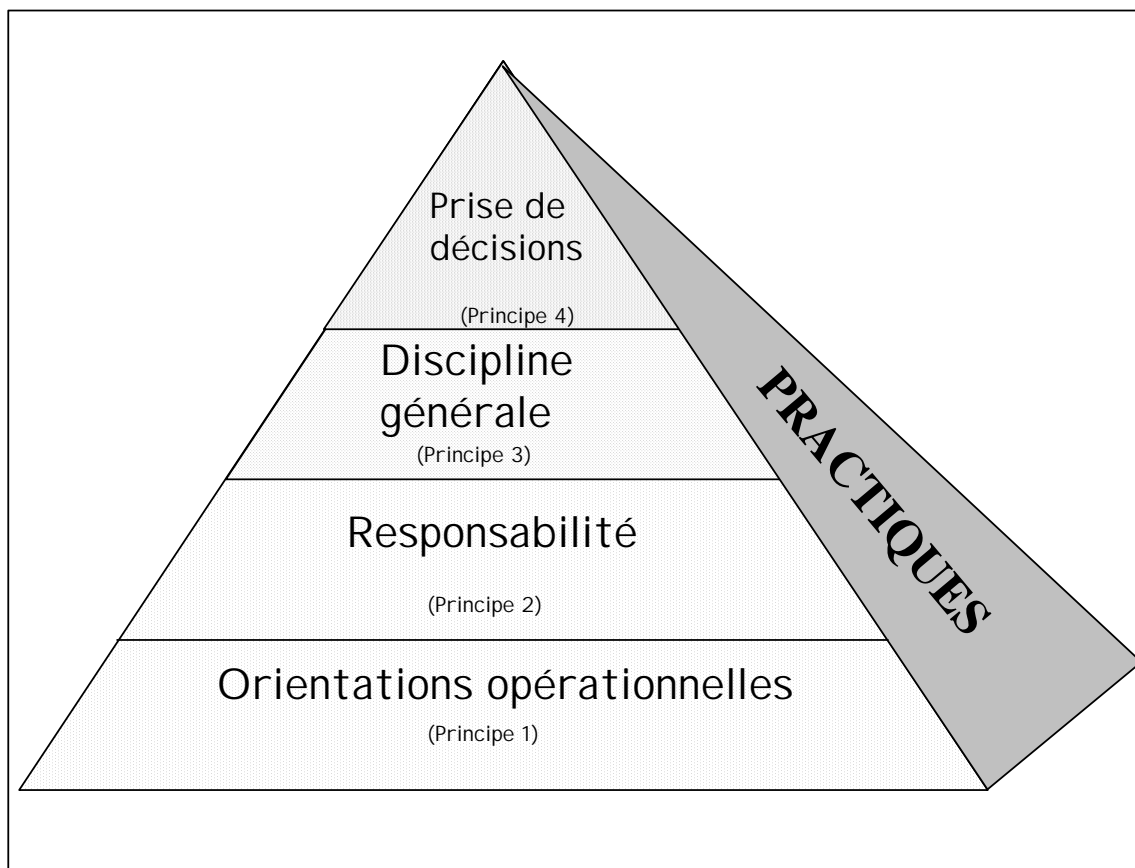 Prise de
décisions
(Principe 4)
Discipline
générale
(Principe 3)
Responsabilité
(Principe 2)
Orientations opérationnelles
(Principe 1)
PRACTIQUES